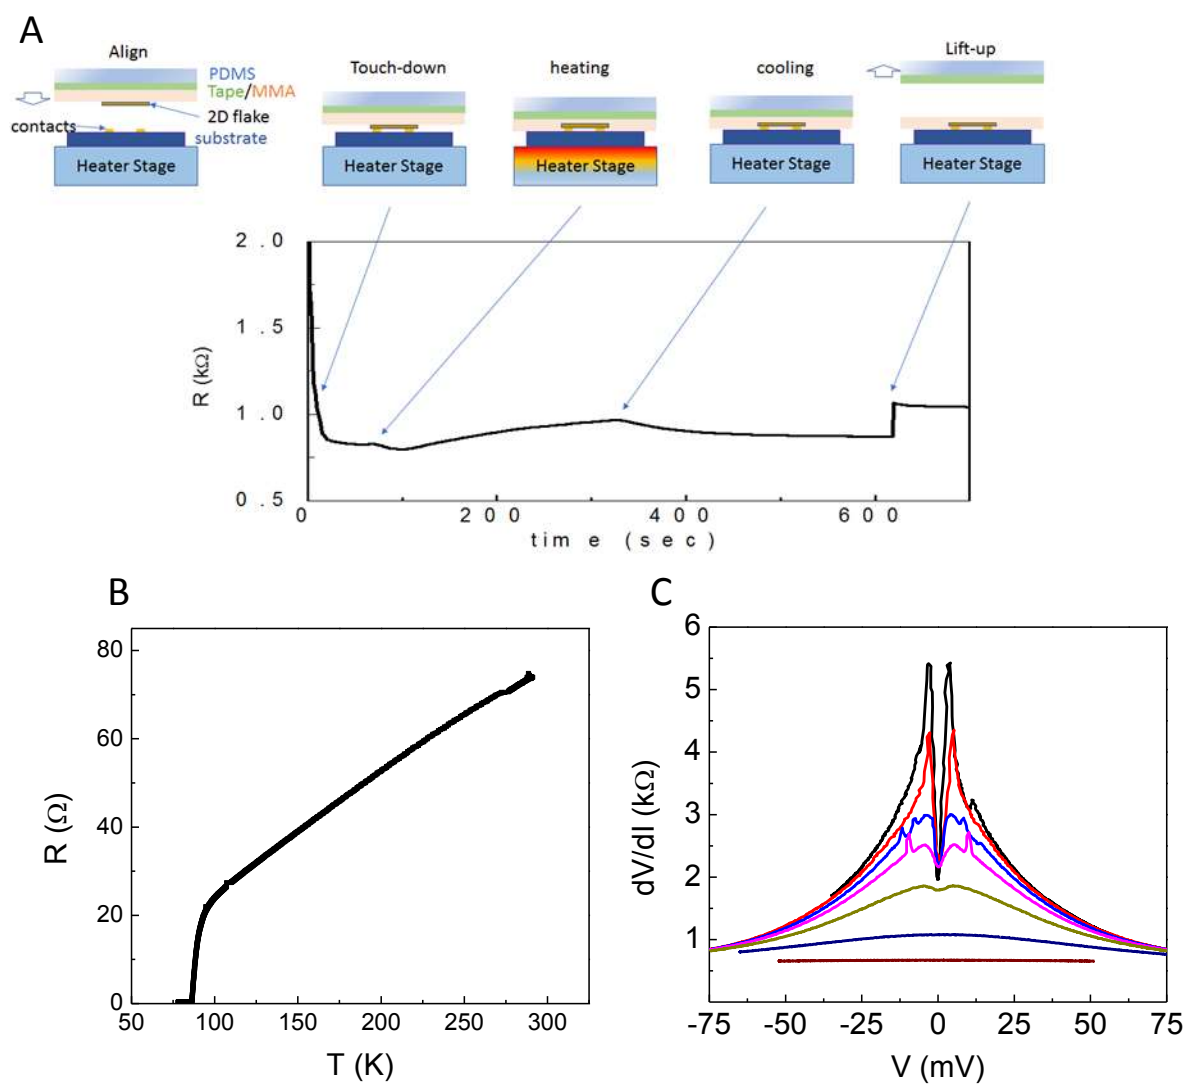 A
Align
PDMS
Tape/MMA
2D flake
contacts
substrate
Heater Stage
Touch-down
Heater Stage
heating
Heater Stage
cooling
Heater Stage
Lift-up
Heater Stage
2.0
1.5
1.0
0.5
R (kΩ)
0 200 400 600
time (sec)
B
80
60
40
20
0
R (Ω)
50 100 150 200 250 300
T (K)
C
6
5
4
3
2
1
dV/dI (kΩ)
-75 -50 -25 0 25 50 75
V (mV)